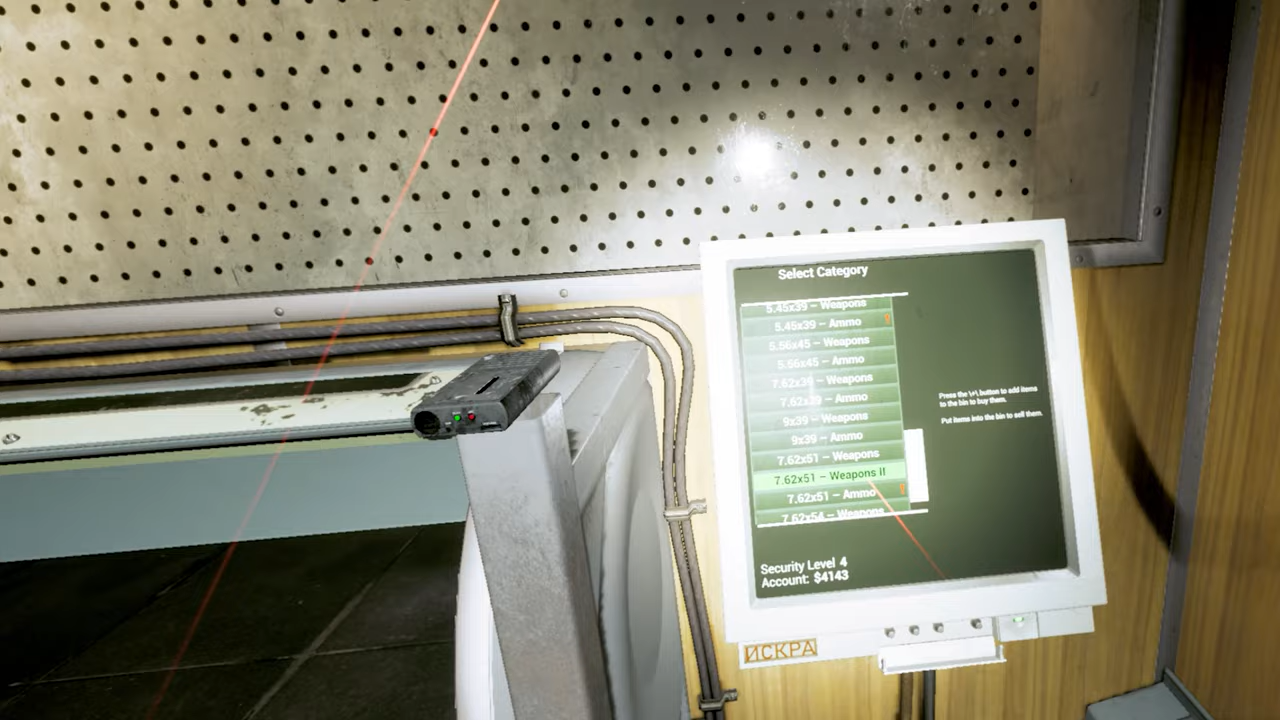 Select Category
5.45x39 – Weapons
5.45x39 – Ammo
5.56x45 – Weapons
5.56x45 – Ammo
7.62x39 – Weapons
7.62x39 – Ammo
9x39 – Weapons
9x39 – Ammo
7.62x51 – Weapons
7.62x51 – Weapons II
7.62x51 – Ammo
7.62x54 – Weapons
Press the button to add items
to the bin to buy them.
Put items into the bin to sell them.
Security Level 4
Account: $4143
ИСКРА